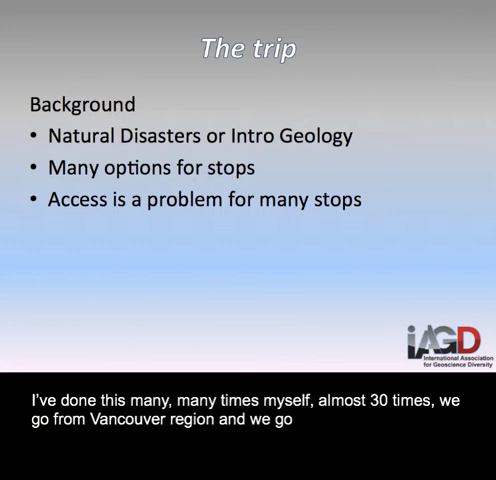 The trip
Background
• Natural Disasters or Intro Geology
• Many options for stops
• Access is a problem for many stops
iAGD
International Association
for Geoscience Diversity
I've done this many, many times myself, almost 30 times, we
go from Vancouver region and we go